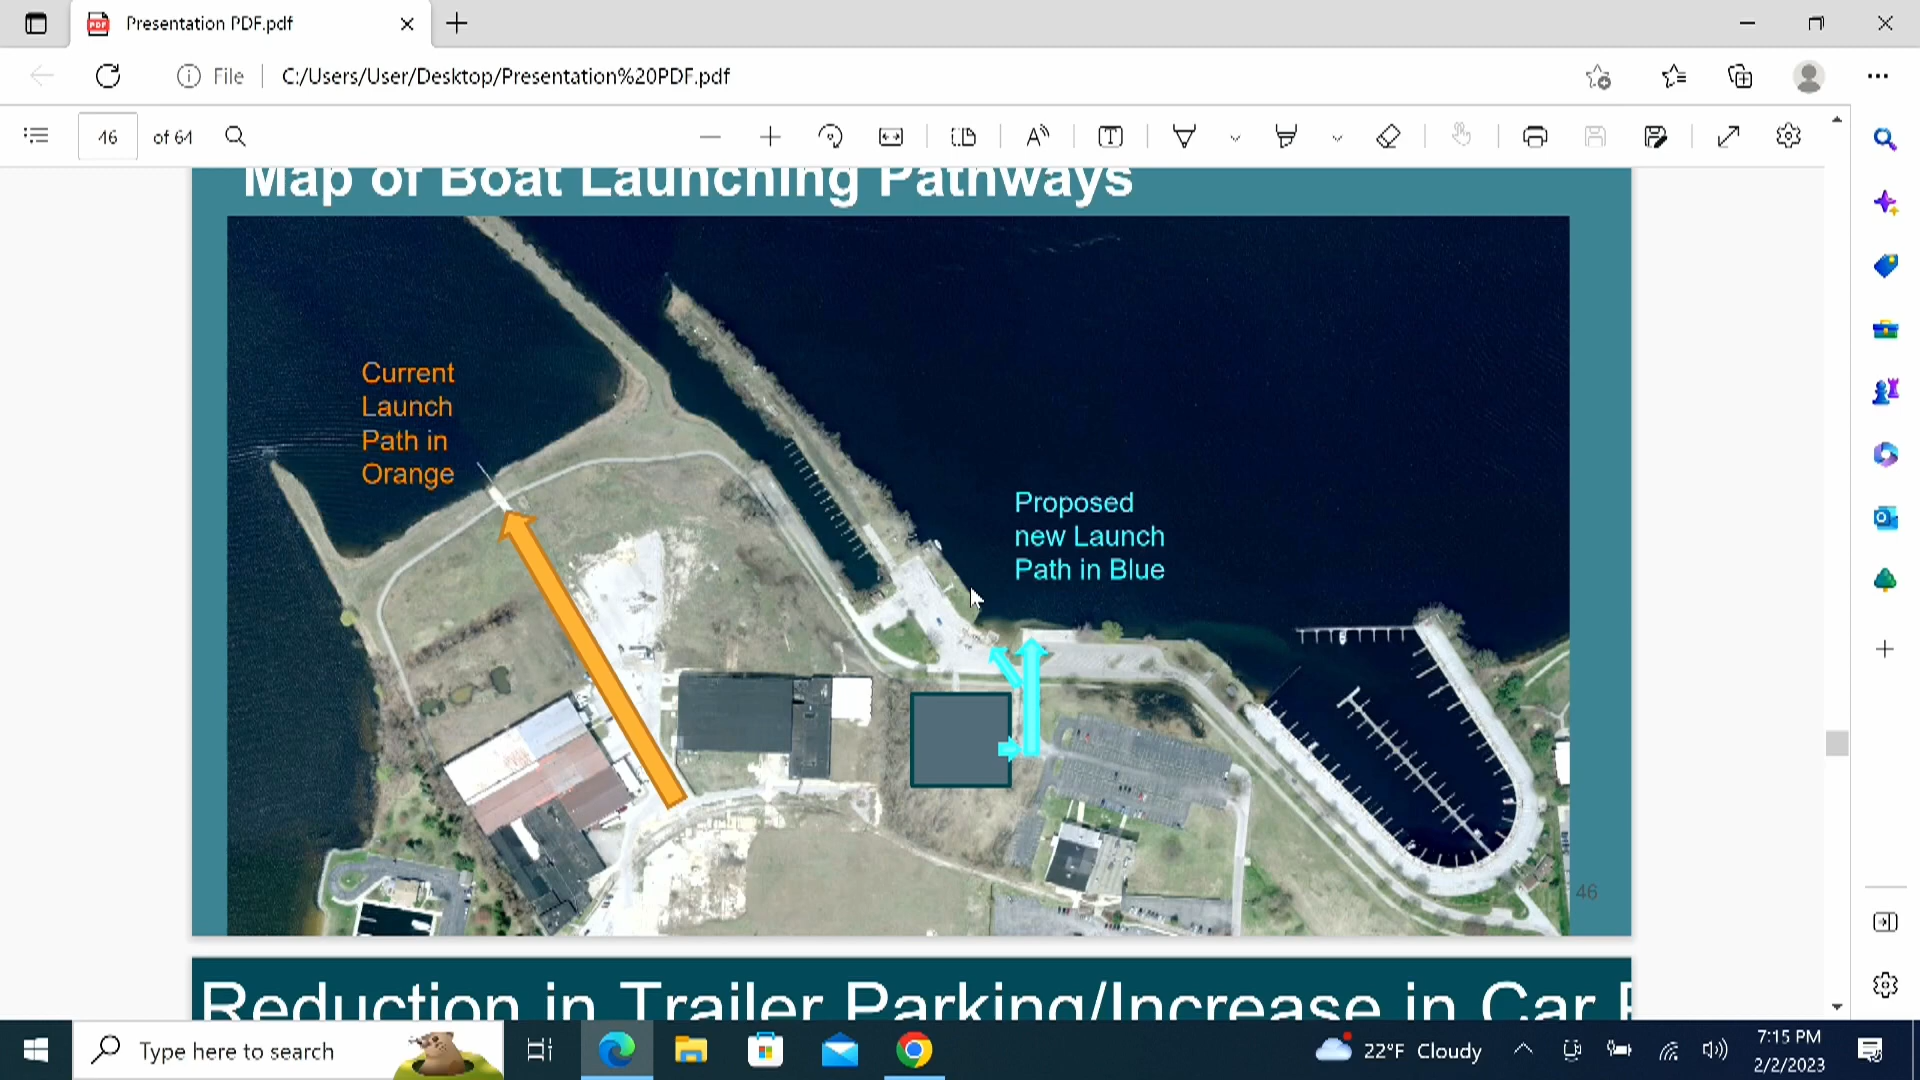 Presentation PDF.pdf
File
C:/Users/User/Desktop/Presentation%20PDF.pdf
46 of 64
Map of Boat Launching Pathways
Current
Launch
Path in
Orange
Proposed
new Launch
Path in Blue
46
Reduction in Trailer Parking/Increase in Car
Type here to search
22°F Cloudy
7:15 PM
2/2/2023